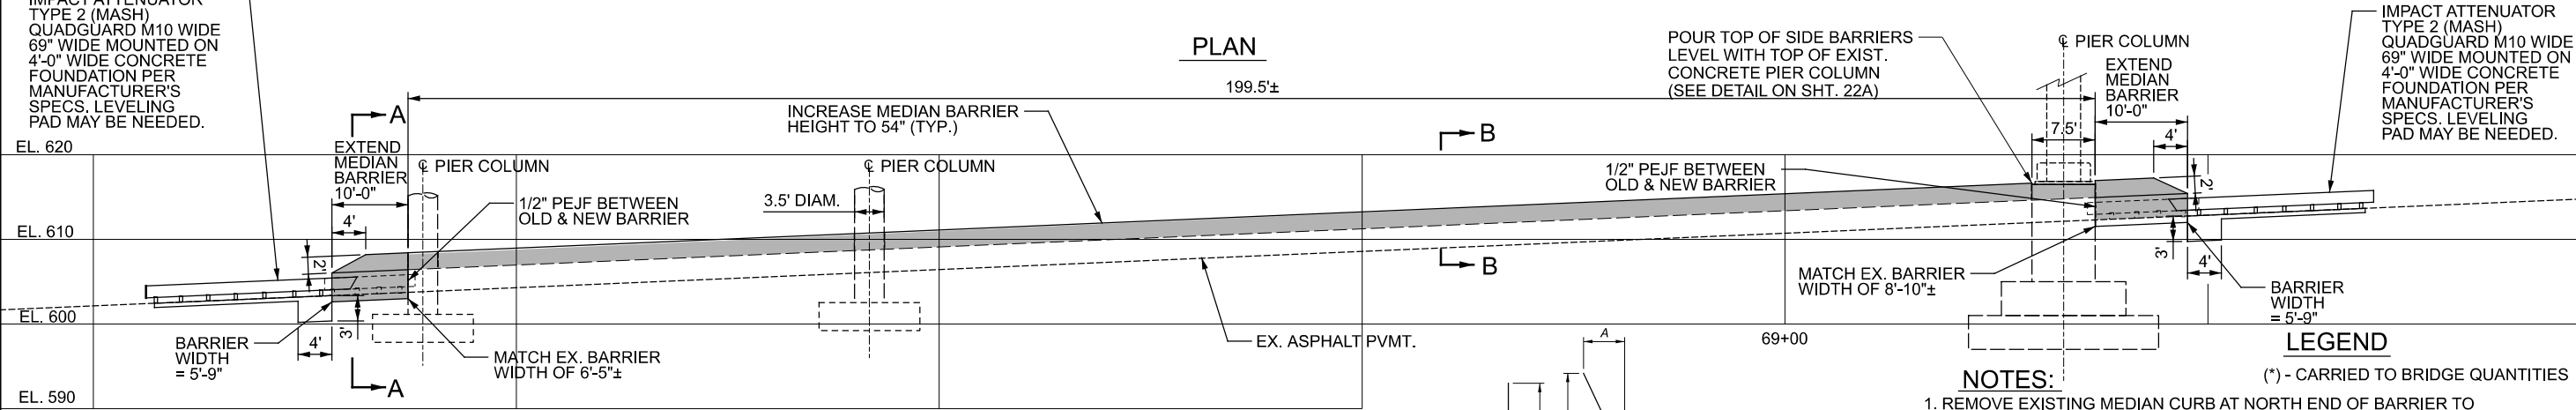 IMPACT ATTENUATOR
TYPE 2 (MASH)
QUADGUARD M10 WIDE
69" WIDE MOUNTED ON
4'-0" WIDE CONCRETE
FOUNDATION PER
MANUFACTURER'S
SPECS. LEVELING
PAD MAY BE NEEDED.
PLAN
199.5'±
POUR TOP OF SIDE BARRIERS
LEVEL WITH TOP OF EXIST.
CONCRETE PIER COLUMN
(SEE DETAIL ON SHT. 22A)
℄ PIER COLUMN
EXTEND
MEDIAN
BARRIER
10'-0"
IMPACT ATTENUATOR
TYPE 2 (MASH)
QUADGUARD M10 WIDE
69" WIDE MOUNTED ON
4'-0" WIDE CONCRETE
FOUNDATION PER
MANUFACTURER'S
SPECS. LEVELING
PAD MAY BE NEEDED.
A
INCREASE MEDIAN BARRIER
HEIGHT TO 54" (TYP.)
B
7.5'
4'
EL. 620
EXTEND
MEDIAN
BARRIER
10'-0"
℄ PIER COLUMN
℄ PIER COLUMN
1/2" PEJF BETWEEN
OLD & NEW BARRIER
2'
1/2" PEJF BETWEEN
OLD & NEW BARRIER
3.5' DIAM.
4'
EL. 610
2'
B
3'
4'
MATCH EX. BARRIER
WIDTH OF 8'-10"±
BARRIER
WIDTH
= 5'-9"
EL. 600
3'
BARRIER
WIDTH
= 5'-9"
4'
MATCH EX. BARRIER
WIDTH OF 6'-5"±
EX. ASPHALT PVMT.
A
69+00
LEGEND
A
NOTES:
(*) - CARRIED TO BRIDGE QUANTITIES
EL. 590
1. REMOVE EXISTING MEDIAN CURB AT NORTH END OF BARRIER TO